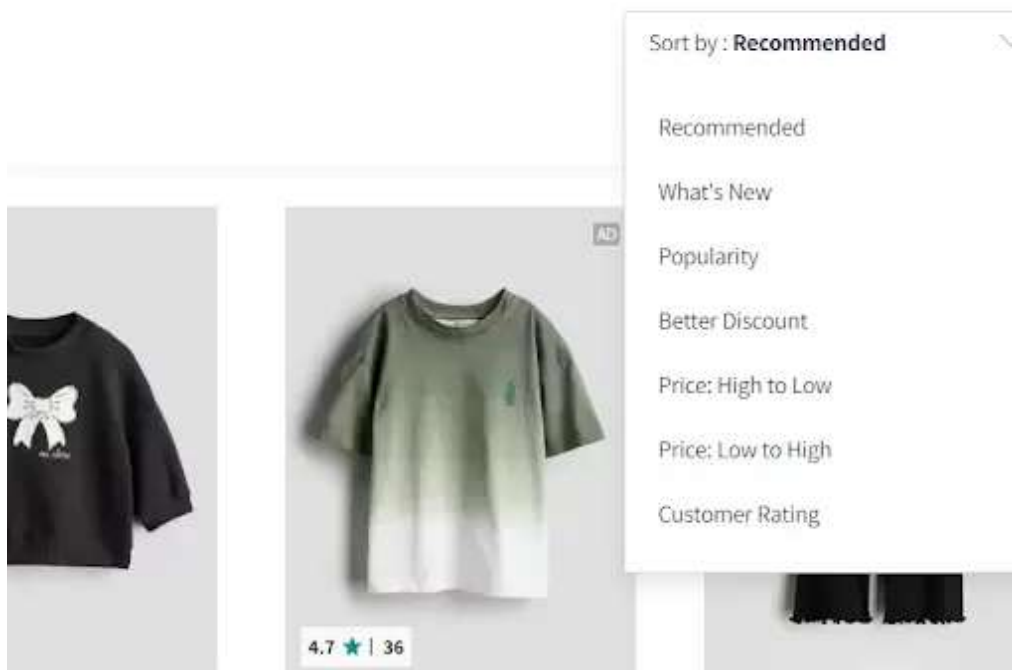 Sort by : Recommended
Recommended
What's New
Popularity
Better Discount
Price: High to Low
Price: Low to High
Customer Rating
AD
4.7 ★ | 36